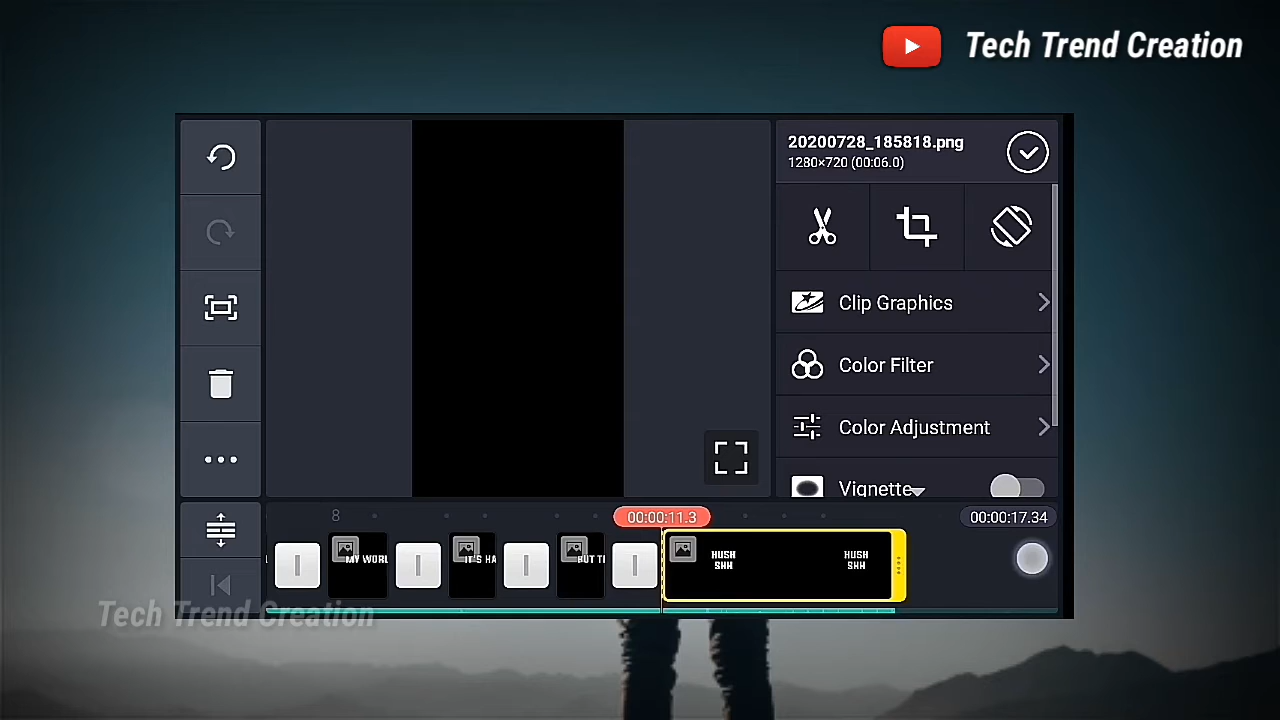 Tech Trend Creation
20200728_185818.png
1280×720 (00:06.0)
Clip Graphics
Color Filter
Color Adjustment
Vignette
8
00:00:11.3
00:00:17.34
MY WORL
IT'S HA
BUT T
HUSH
SHH
HUSH
SHH
Tech Trend Creation